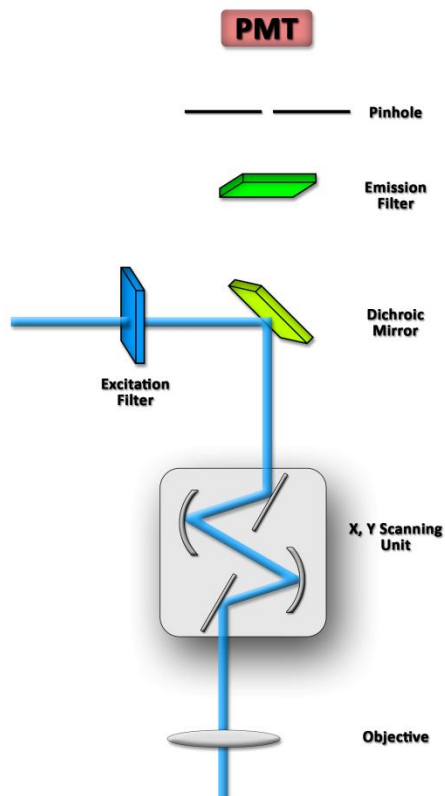 PMT
Pinhole
Emission
Filter
Dichroic
Mirror
Excitation
Filter
X, Y Scanning
Unit
Objective